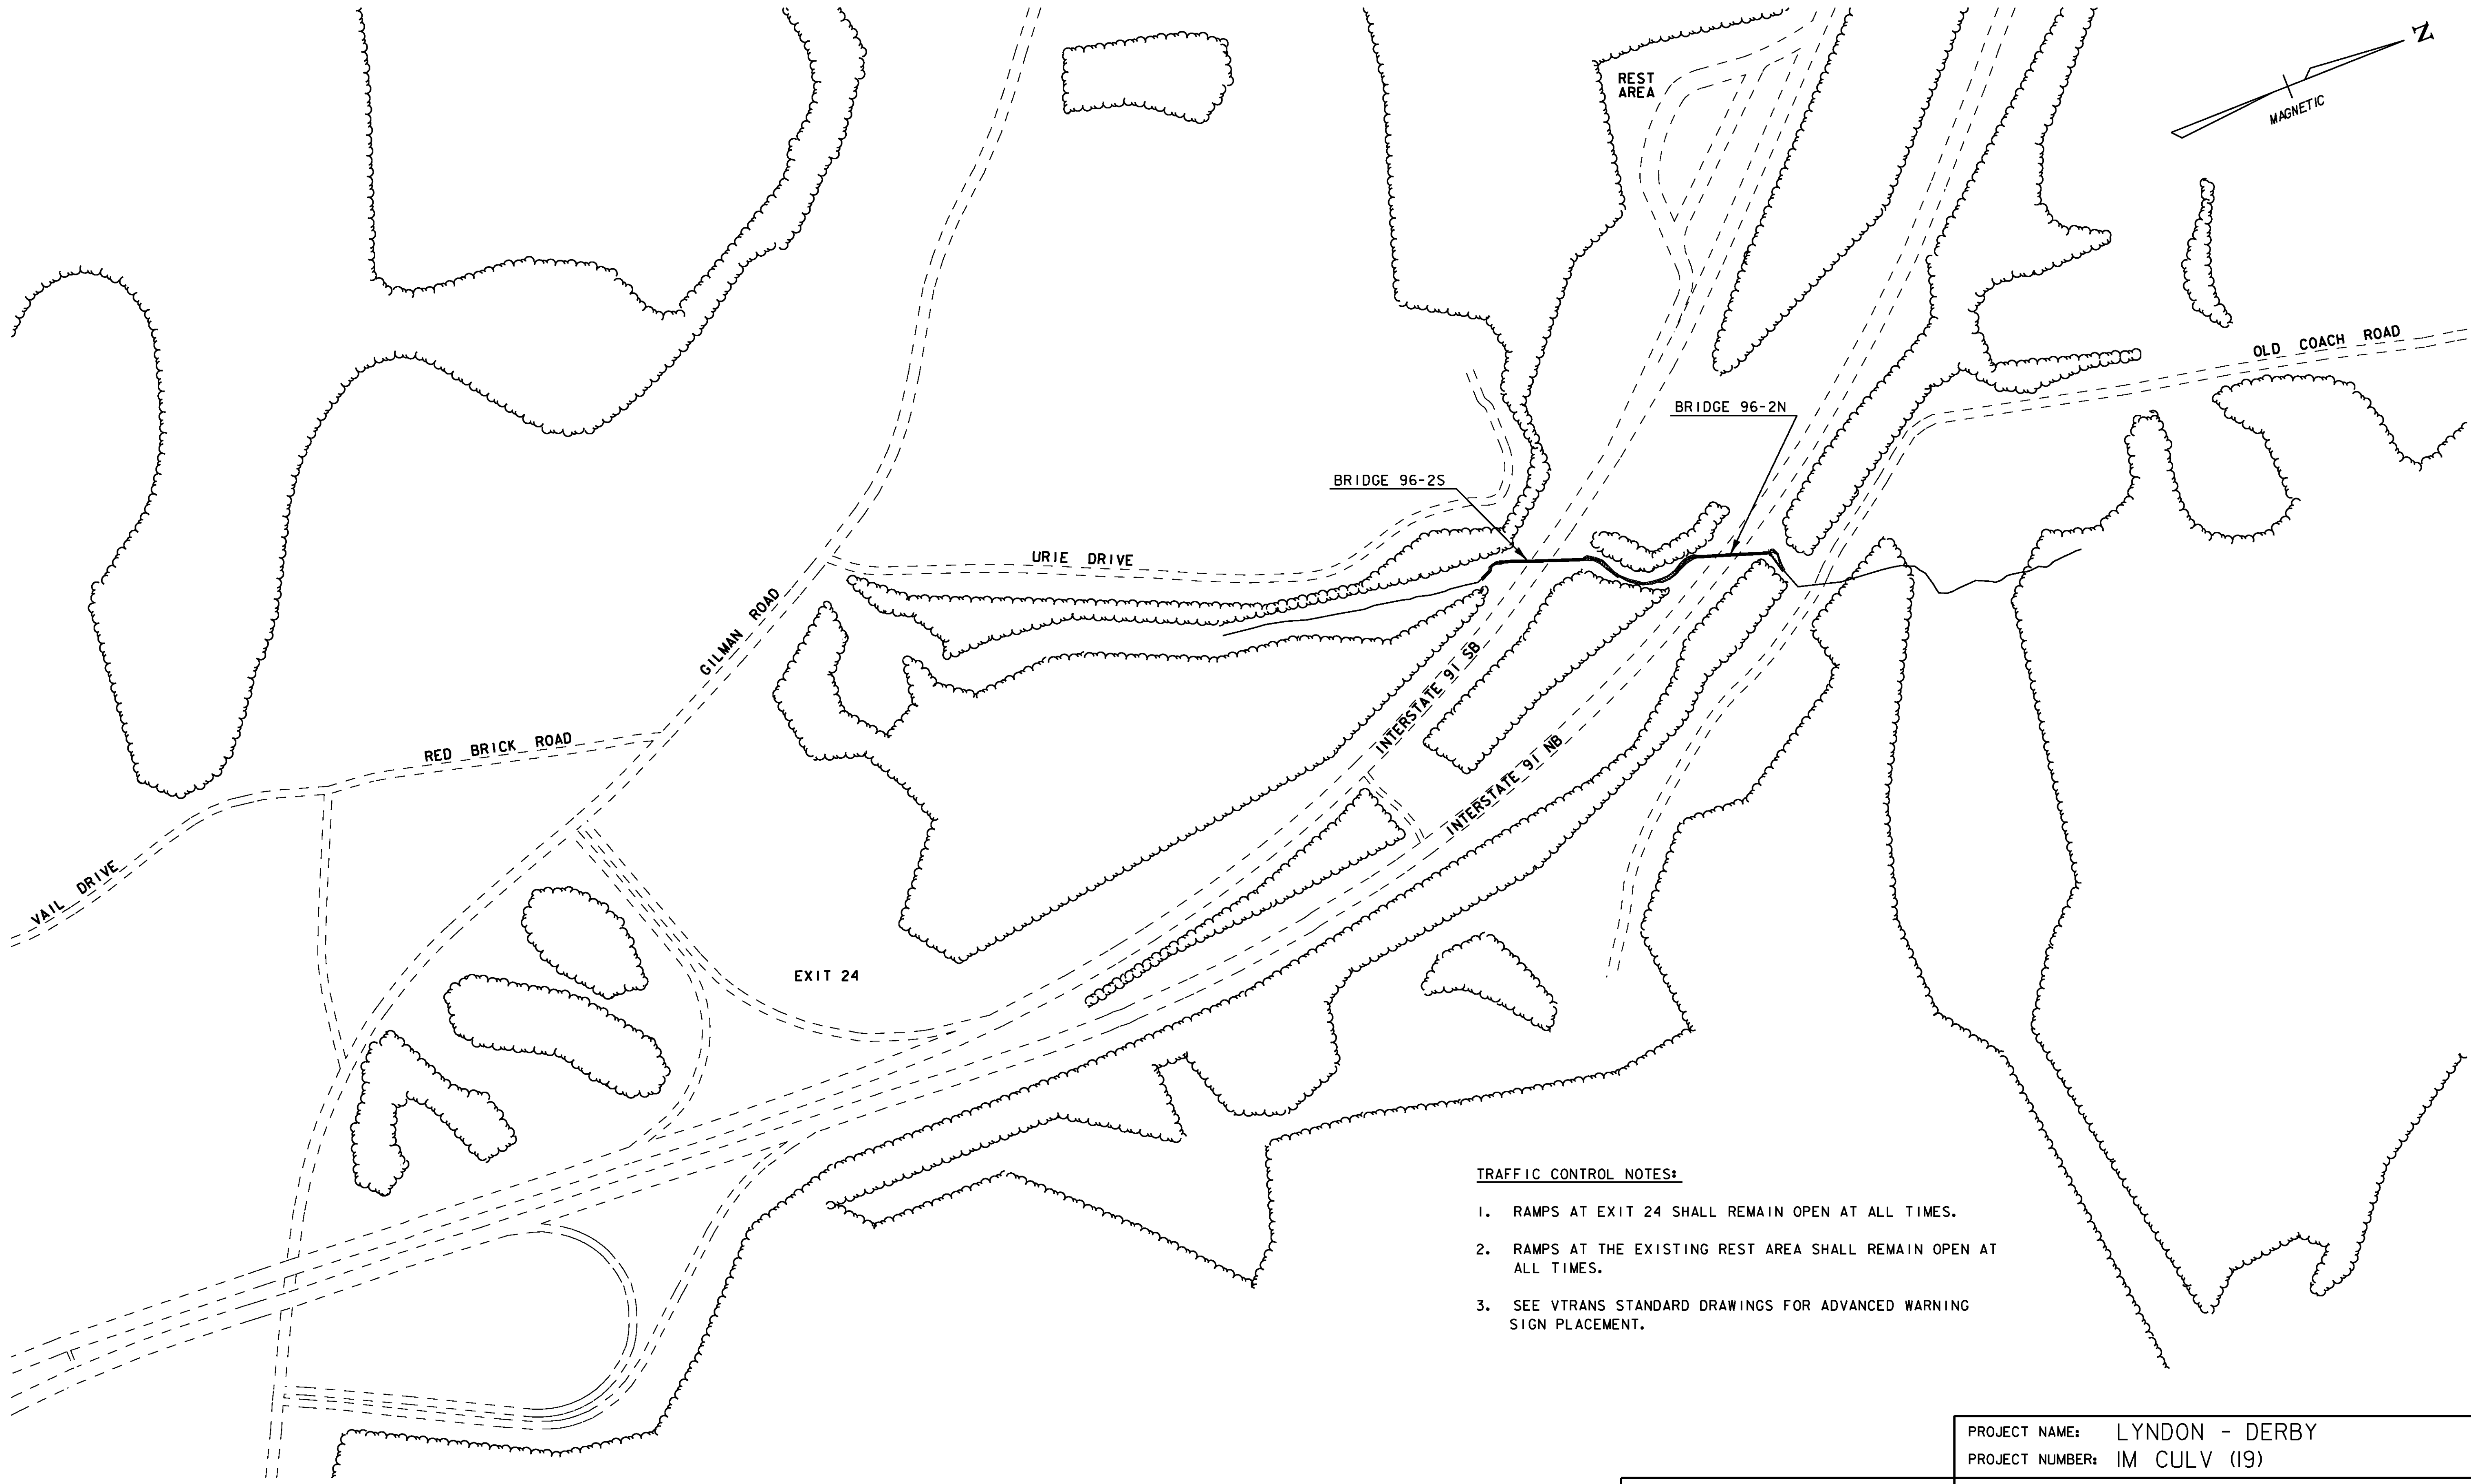 N
MAGNETIC
REST
AREA
OLD COACH ROAD
BRIDGE 96-2N
BRIDGE 96-2S
URIE DRIVE
GILMAN ROAD
INTERSTATE 91 SB
RED BRICK ROAD
INTERSTATE 91 NB
VAIL DRIVE
EXIT 24
TRAFFIC CONTROL NOTES:
1. RAMPS AT EXIT 24 SHALL REMAIN OPEN AT ALL TIMES.
2. RAMPS AT THE EXISTING REST AREA SHALL REMAIN OPEN AT
ALL TIMES.
3. SEE VTRANS STANDARD DRAWINGS FOR ADVANCED WARNING
SIGN PLACEMENT.
PROJECT NAME: LYNDON - DERBY
PROJECT NUMBER: IM CULV (19)